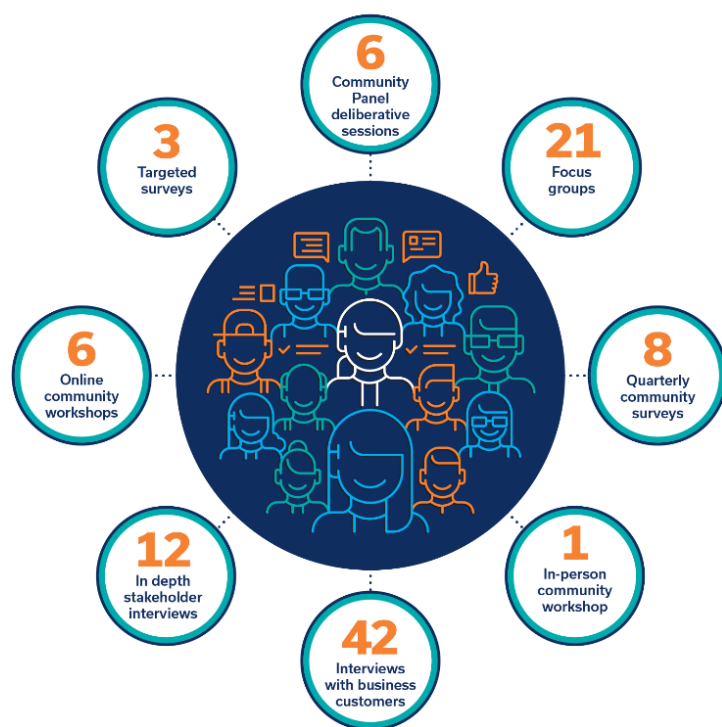 6
Community
Panel
deliberative
sessions
3
Targeted
surveys
21
Focus
groups
6
Online
community
workshops
8
Quarterly
community
surveys
12
In depth
stakeholder
interviews
1
In-person
community
workshop
42
Interviews
with business
customers